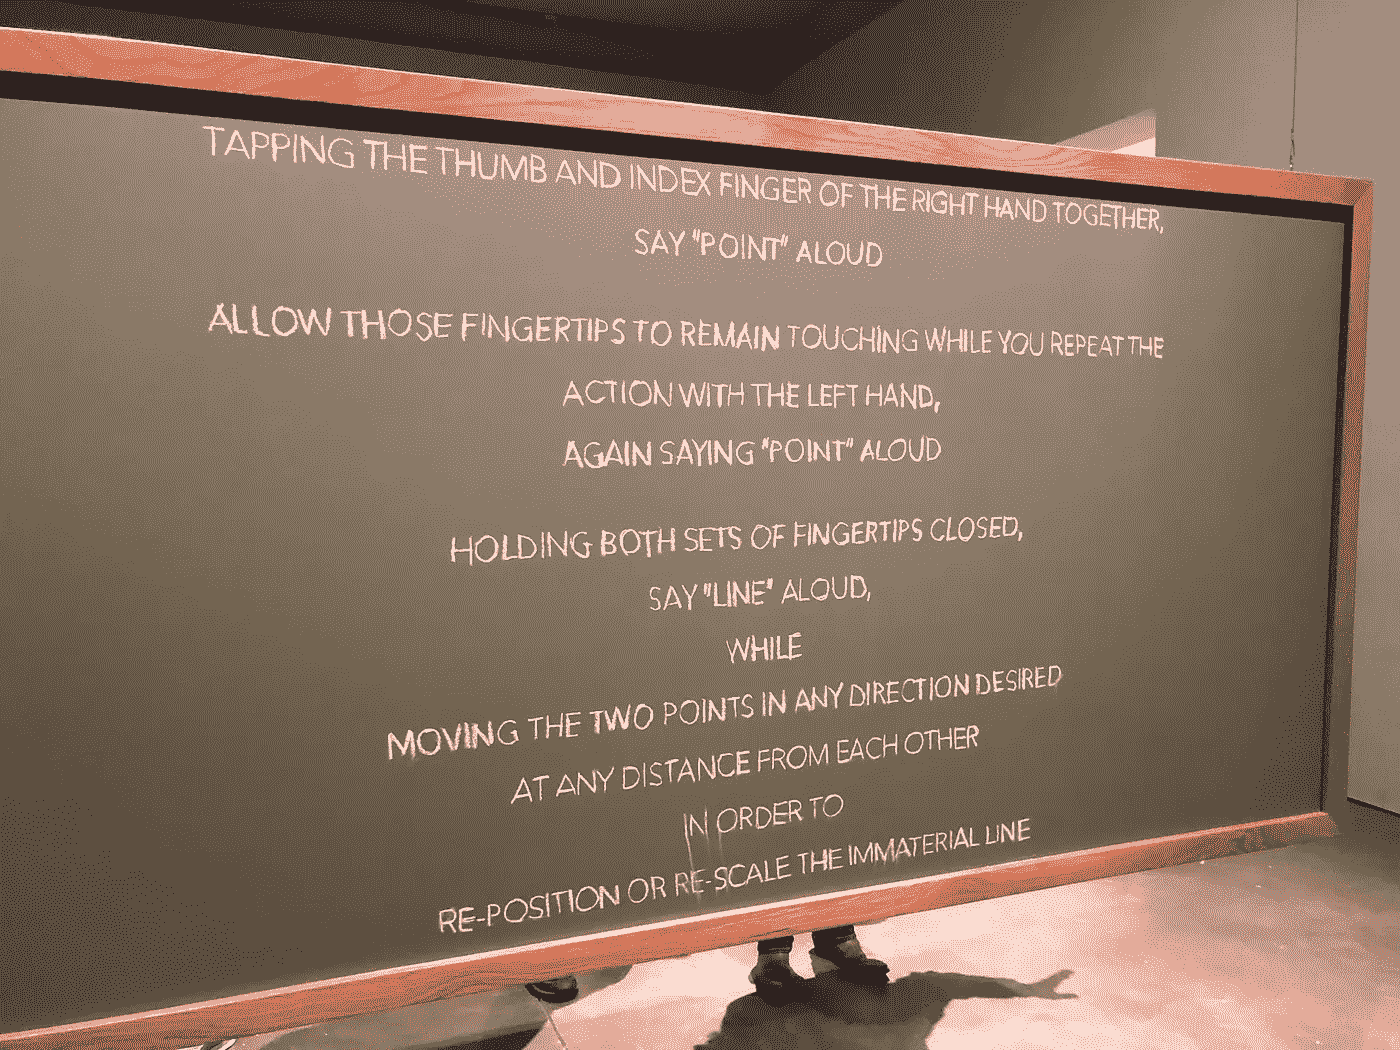 TAPPING THE THUMB AND INDEX FINGER OF THE RIGHT HAND TOGETHER,
SAY "POINT" ALOUD
ALLOW THOSE FINGERTIPS TO REMAIN TOUCHING WHILE YOU REPEAT THE
ACTION WITH THE LEFT HAND,
AGAIN SAYING "POINT" ALOUD
HOLDING BOTH SETS OF FINGERTIPS CLOSED,
SAY "LINE" ALOUD,
WHILE
MOVING THE TWO POINTS IN ANY DIRECTION DESIRED
AT ANY DISTANCE FROM EACH OTHER
IN ORDER TO
RE-POSITION OR RE-SCALE THE IMMATERIAL LINE